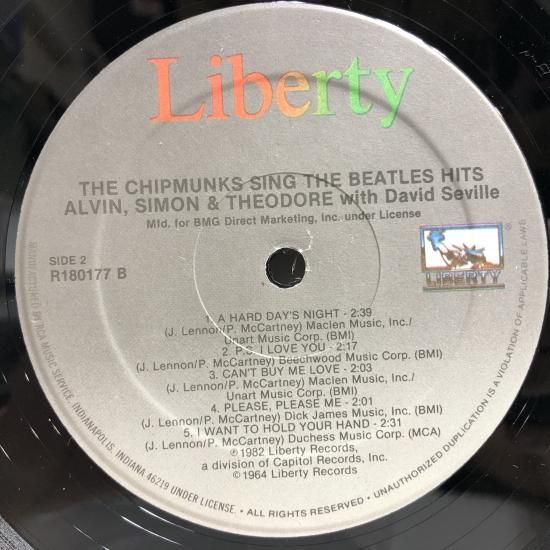 Liberty
THE CHIPMUNKS SING THE BEATLES HITS
ALVIN, SIMON & THEODORE with David Seville
Mfd. for BMG Direct Marketing, Inc. under License
SIDE 2
R180177 B
®
LIBERTY
1. A HARD DAY'S NIGHT - 2:39
(J. Lennon/P. McCartney) Maclen Music, Inc./
Unart Music Corp. (BMI)
2. P.S. I LOVE YOU - 2:17
(J. Lennon/P. McCartney) Beechwood Music Corp. (BMI)
3. CAN'T BUY ME LOVE - 2:03
(J. Lennon/P. McCartney) Maclen Music, Inc./
Unart Music Corp. (BMI)
4. PLEASE, PLEASE ME - 2:01
(J. Lennon/P. McCartney) Dick James Music, Inc. (BMI)
5. I WANT TO HOLD YOUR HAND - 2:31
(J. Lennon/P. McCartney) Duchess Music Corp. (MCA)
℗1982 Liberty Records,
a division of Capitol Records, Inc.
©1964 Liberty Records
MANUFACTURED BY RCA MUSIC SERVICE, INDIANAPOLIS, INDIANA 46219 UNDER LICENSE. • ALL RIGHTS RESERVED • UNAUTHORIZED DUPLICATION IS A VIOLATION OF APPLICABLE LAWS